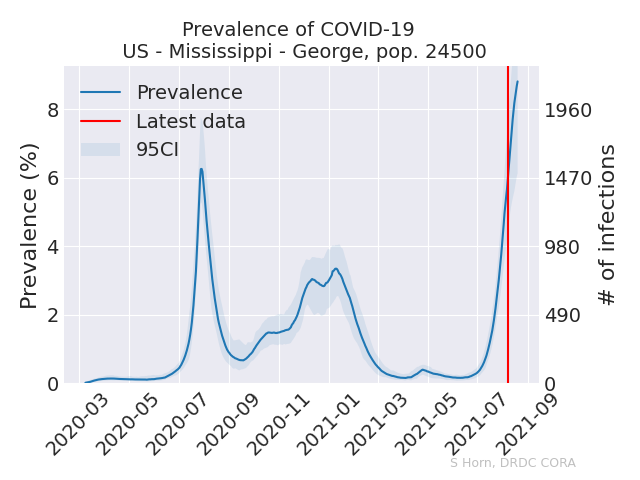 Prevalence of COVID-19
US - Mississippi - George, pop. 24500
Prevalence
Latest data
95CI
Prevalence (%)
8
6
4
2
0
# of infections
1960
1470
980
490
0
2020-03
2020-05
2020-07
2020-09
2020-11
2021-01
2021-03
2021-05
2021-07
2021-09
S Horn, DRDC CORA